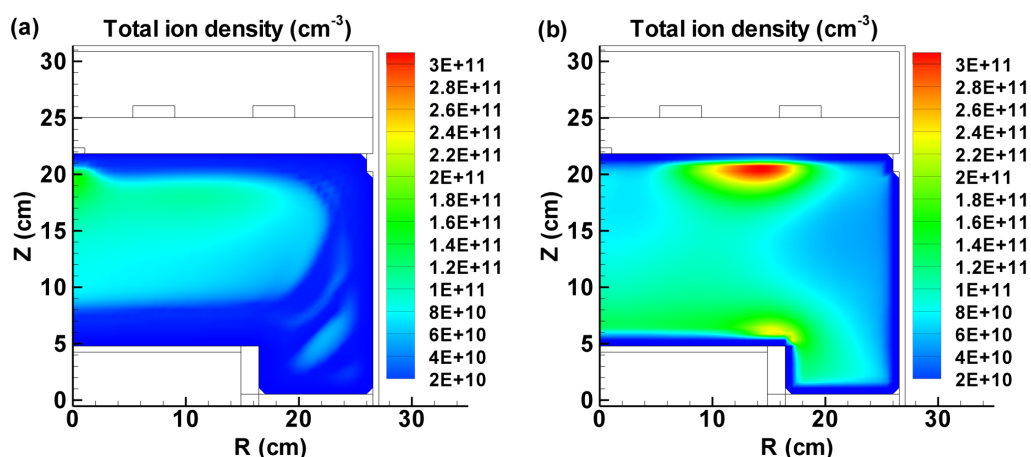 (a) Total ion density (cm-3)
30
25
20
15
10
5
0
Z (cm)
0 10 20 30
R (cm)
3E+11
2.8E+11
2.6E+11
2.4E+11
2.2E+11
2E+11
1.8E+11
1.6E+11
1.4E+11
1.2E+11
1E+11
8E+10
6E+10
4E+10
2E+10
(b) Total ion density (cm-3)
30
25
20
15
10
5
0
Z (cm)
0 10 20 30
R (cm)
3E+11
2.8E+11
2.6E+11
2.4E+11
2.2E+11
2E+11
1.8E+11
1.6E+11
1.4E+11
1.2E+11
1E+11
8E+10
6E+10
4E+10
2E+10